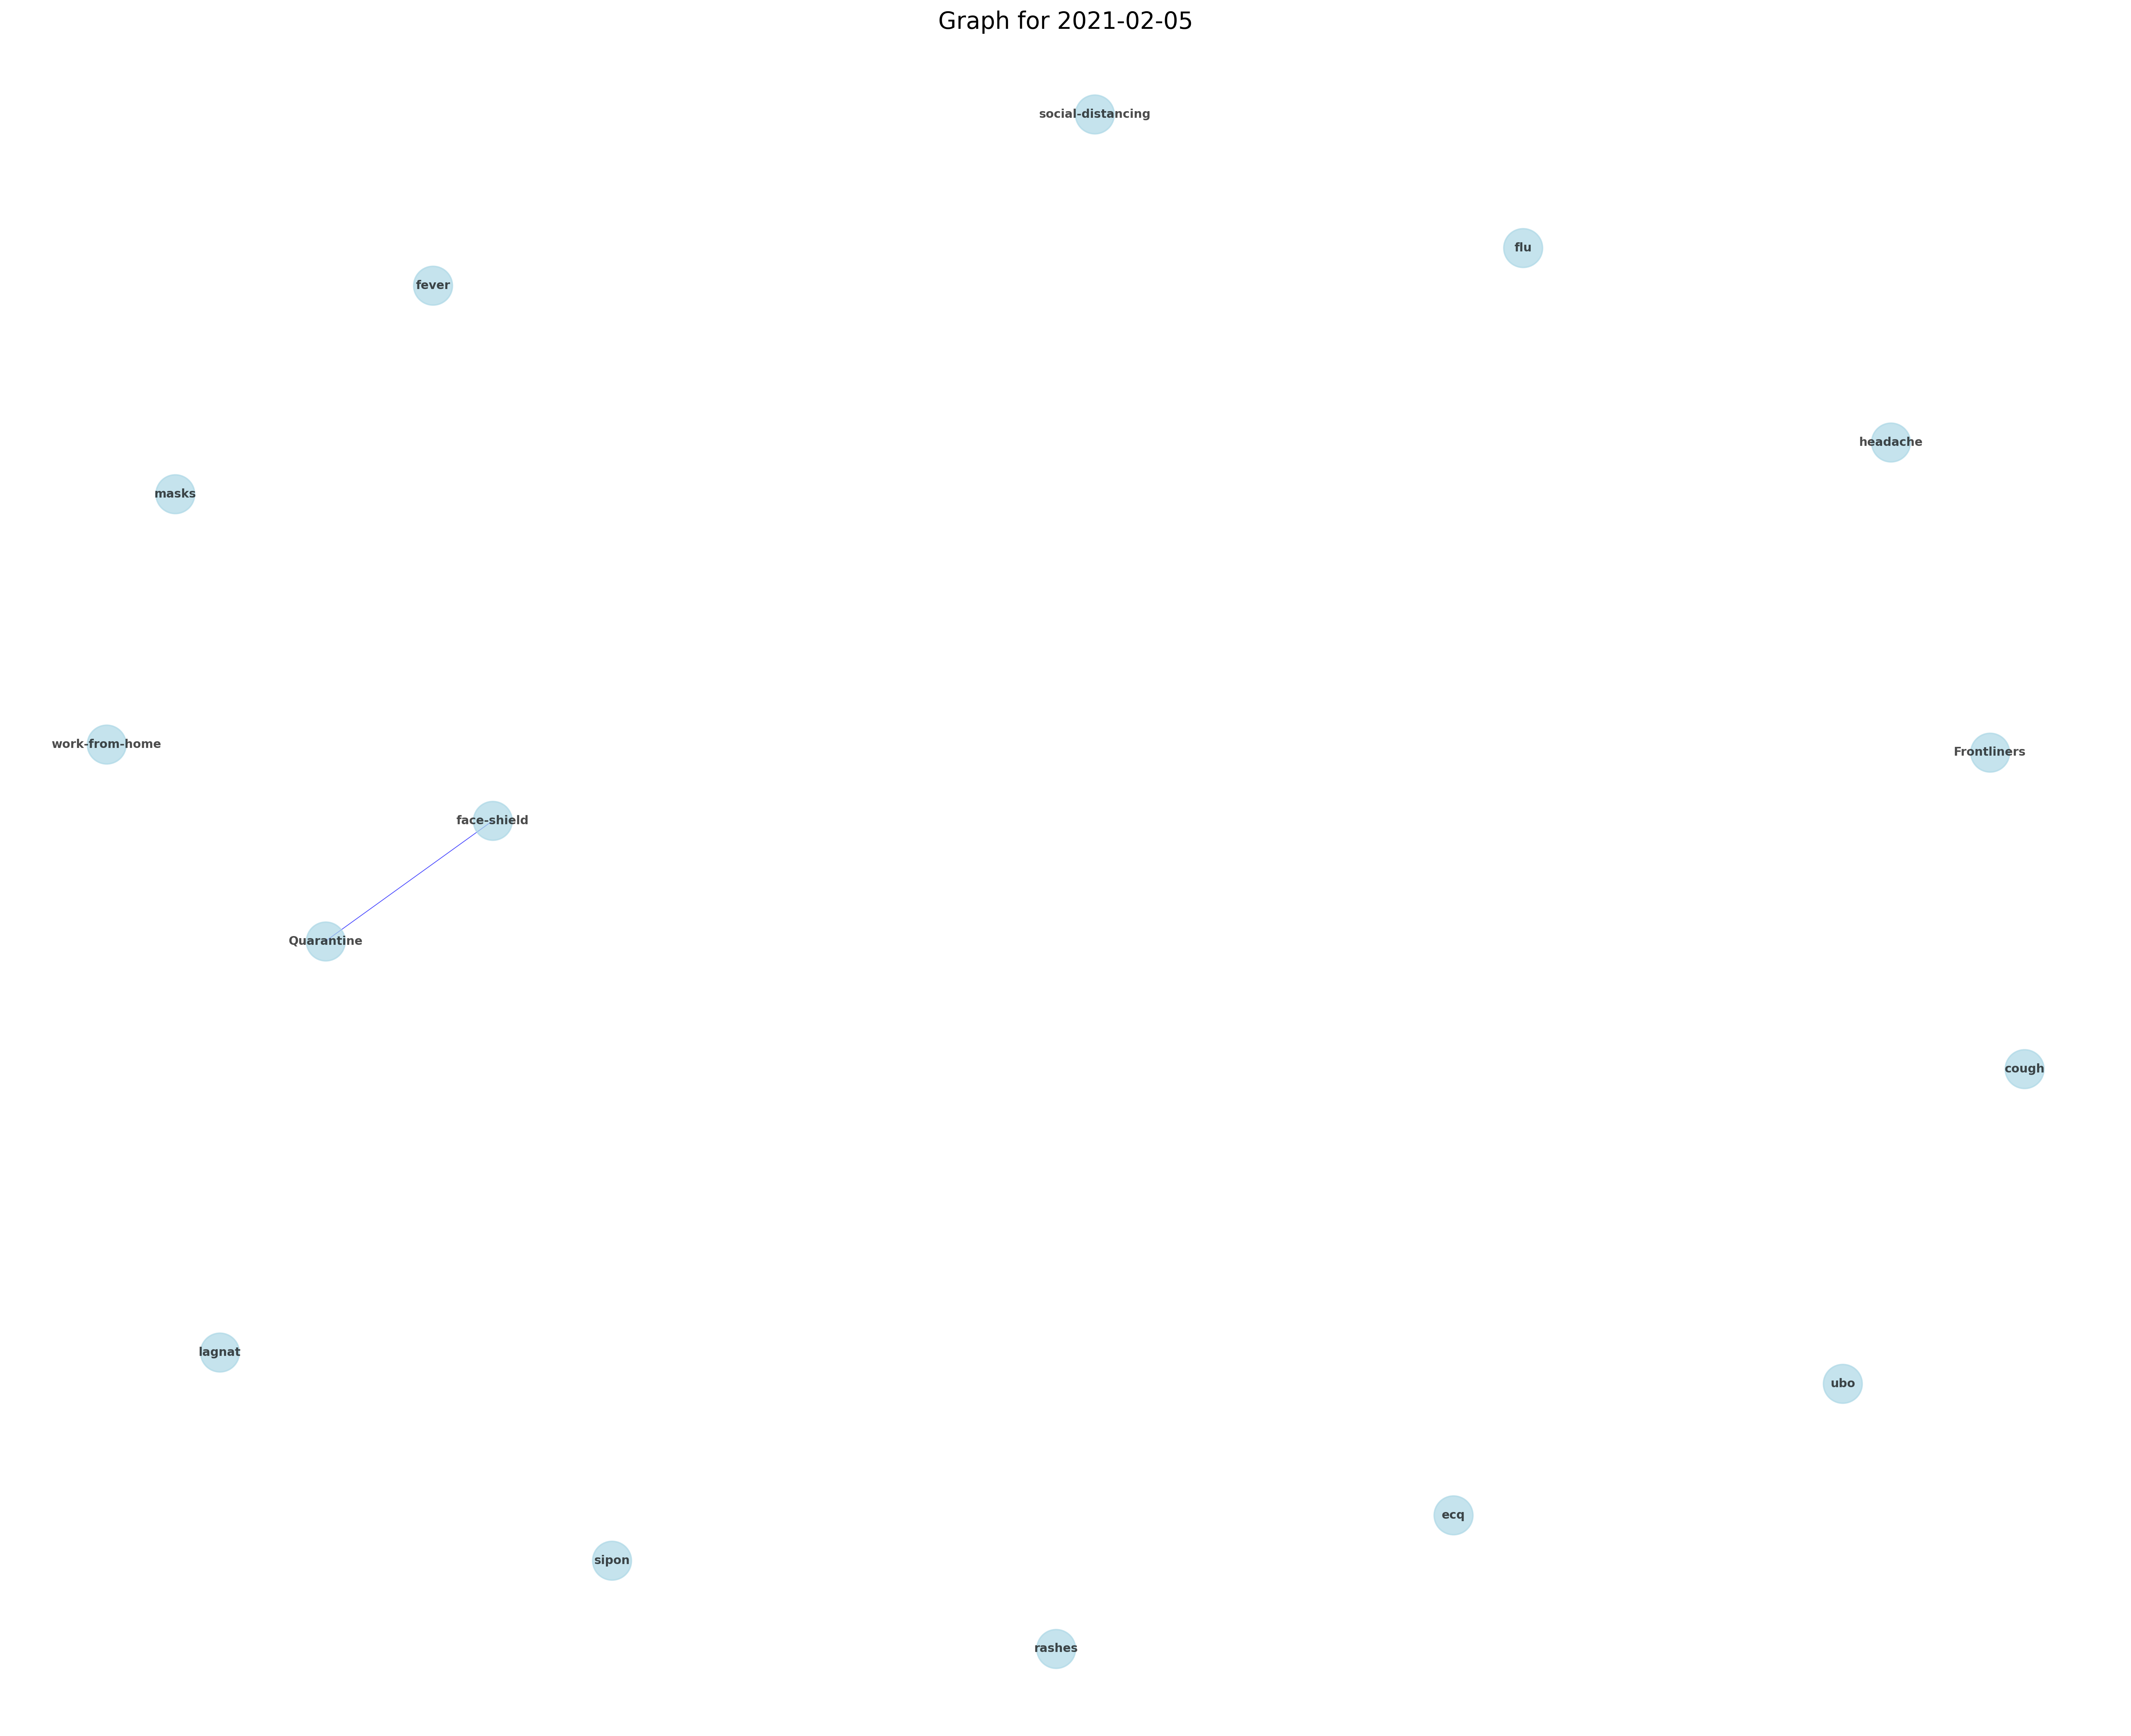 Graph for 2021-02-05
social-distancing
flu
fever
headache
masks
work-from-home
Frontliners
face-shield
Quarantine
cough
lagnat
ubo
ecq
sipon
rashes